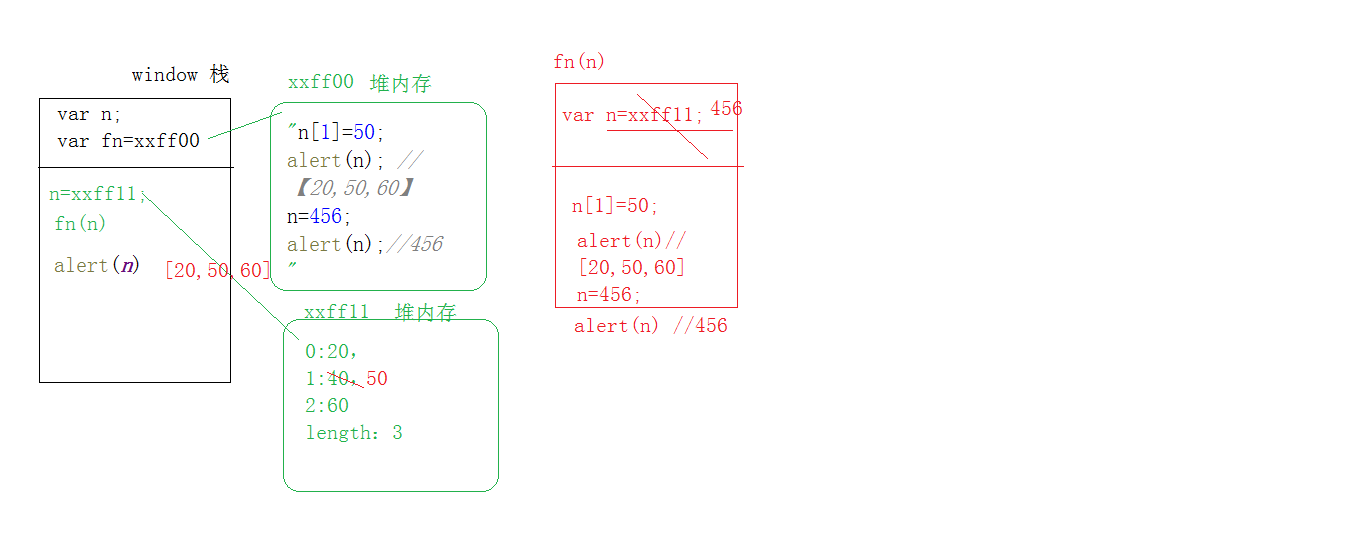 window 栈
var n;
var fn=xxff00
n=xxff11;
fn(n)
alert(n)
[20,50,60]
xxff00 堆内存
"n[1]=50;
alert(n); //
【20,50,60】
n=456;
alert(n);//456
"
xxff11 堆内存
0:20,
1:40, 50
2:60
length: 3
fn(n)
var n=xxff11; 456
n[1]=50;
alert(n)//
[20,50,60]
n=456;
alert(n) //456